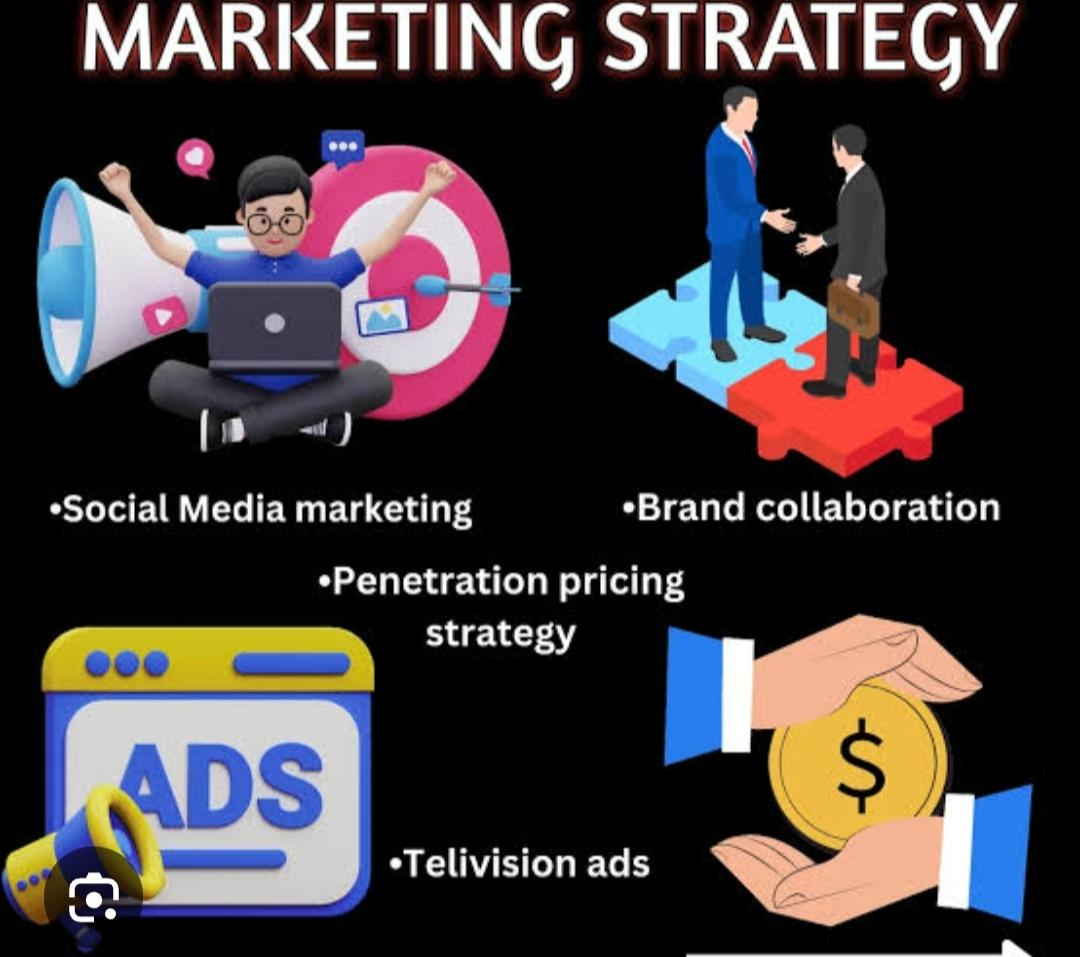 MARKETING STRATEGY
•Social Media marketing
•Brand collaboration
•Penetration pricing
strategy
ADS
$
•Telivision ads